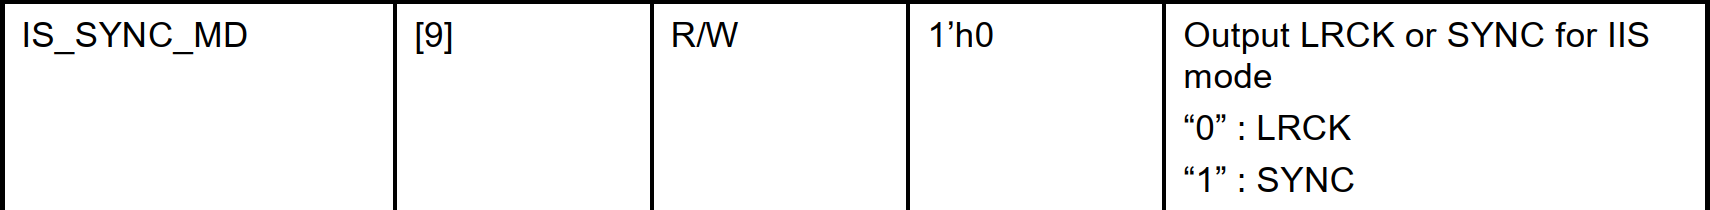 IS_SYNC_MD [9] R/W 1’h0 Output LRCK or SYNC for IIS
mode
“0” : LRCK
“1” : SYNC